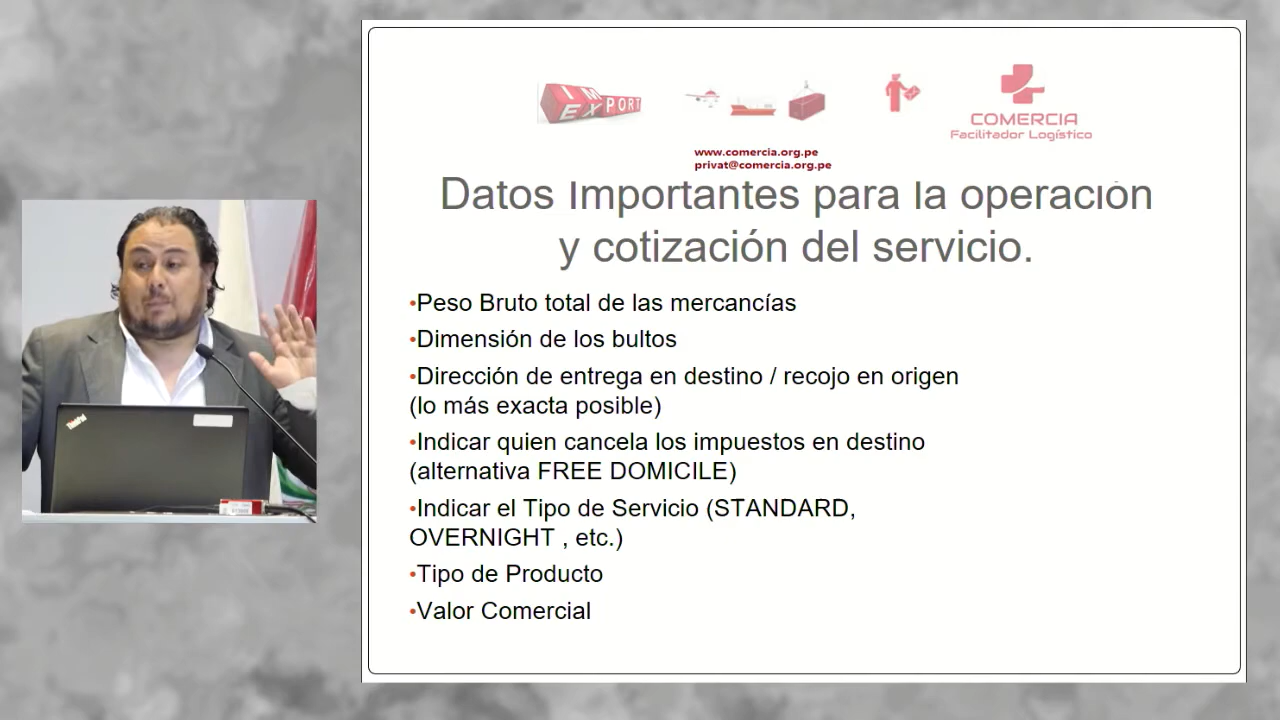 IM
EXPORT
COMERCIA
Facilitador Logístico
www.comercia.org.pe
privat@comercia.org.pe
Datos Importantes para la operación
y cotización del servicio.
•Peso Bruto total de las mercancías
•Dimensión de los bultos
•Dirección de entrega en destino / recojo en origen
(lo más exacta posible)
•Indicar quien cancela los impuestos en destino
(alternativa FREE DOMICILE)
•Indicar el Tipo de Servicio (STANDARD,
OVERNIGHT , etc.)
•Tipo de Producto
•Valor Comercial
ThinkPad